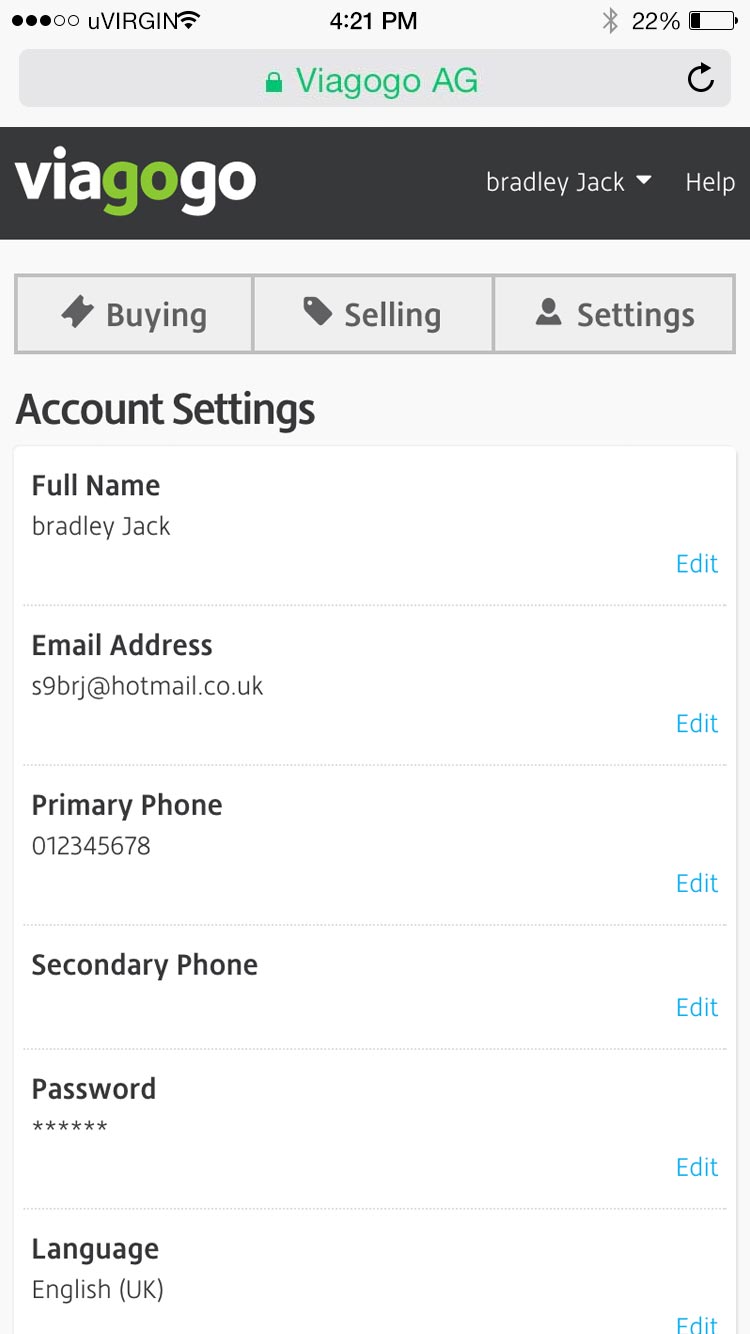 uVIRGIN 4:21 PM 22%
Viagogo AG
viagogo bradley Jack Help
Buying Selling Settings
Account Settings
Full Name
bradley Jack
Edit
Email Address
s9brj@hotmail.co.uk
Edit
Primary Phone
012345678
Edit
Secondary Phone
Edit
Password
******
Edit
Language
English (UK)
Edit